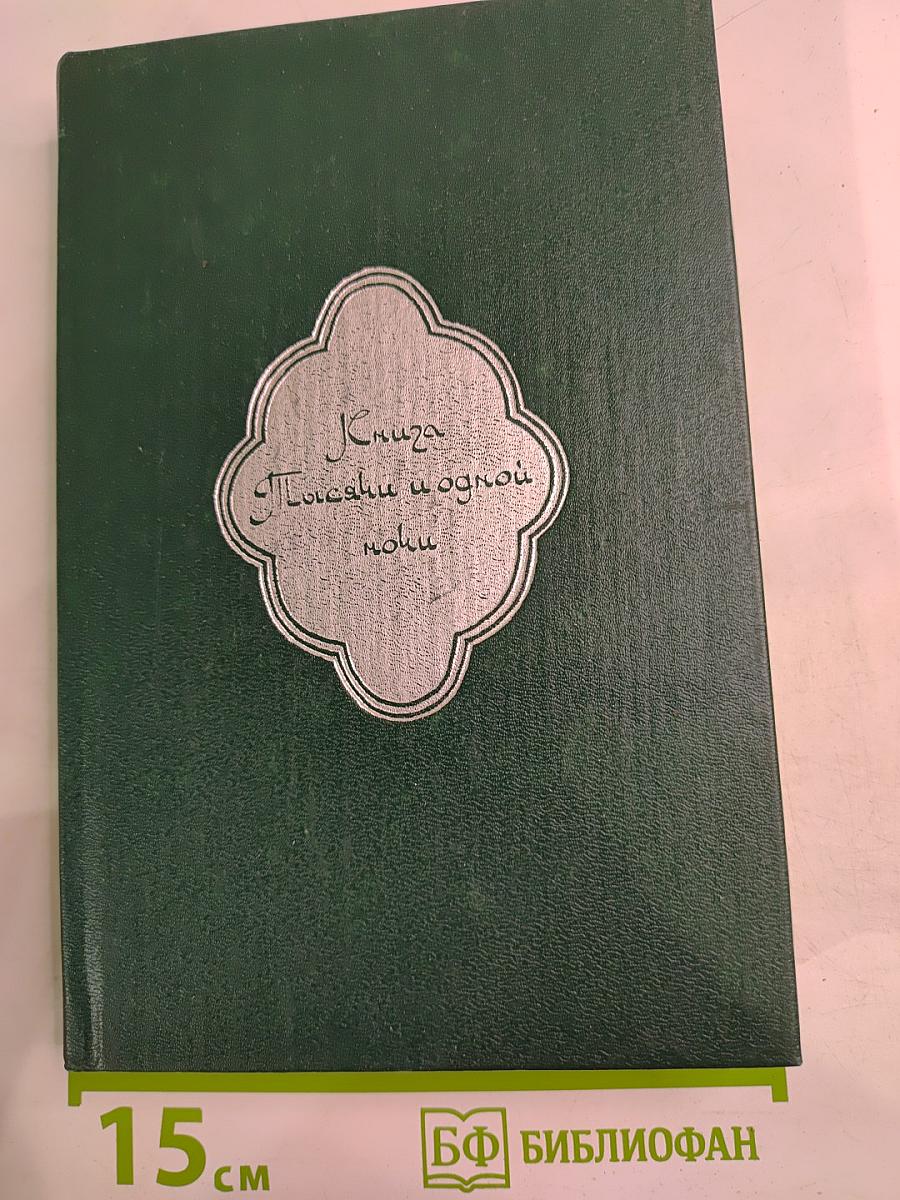 Книга
Тысячи и одной
ночи
15 см
БФ БИБЛИОФАН